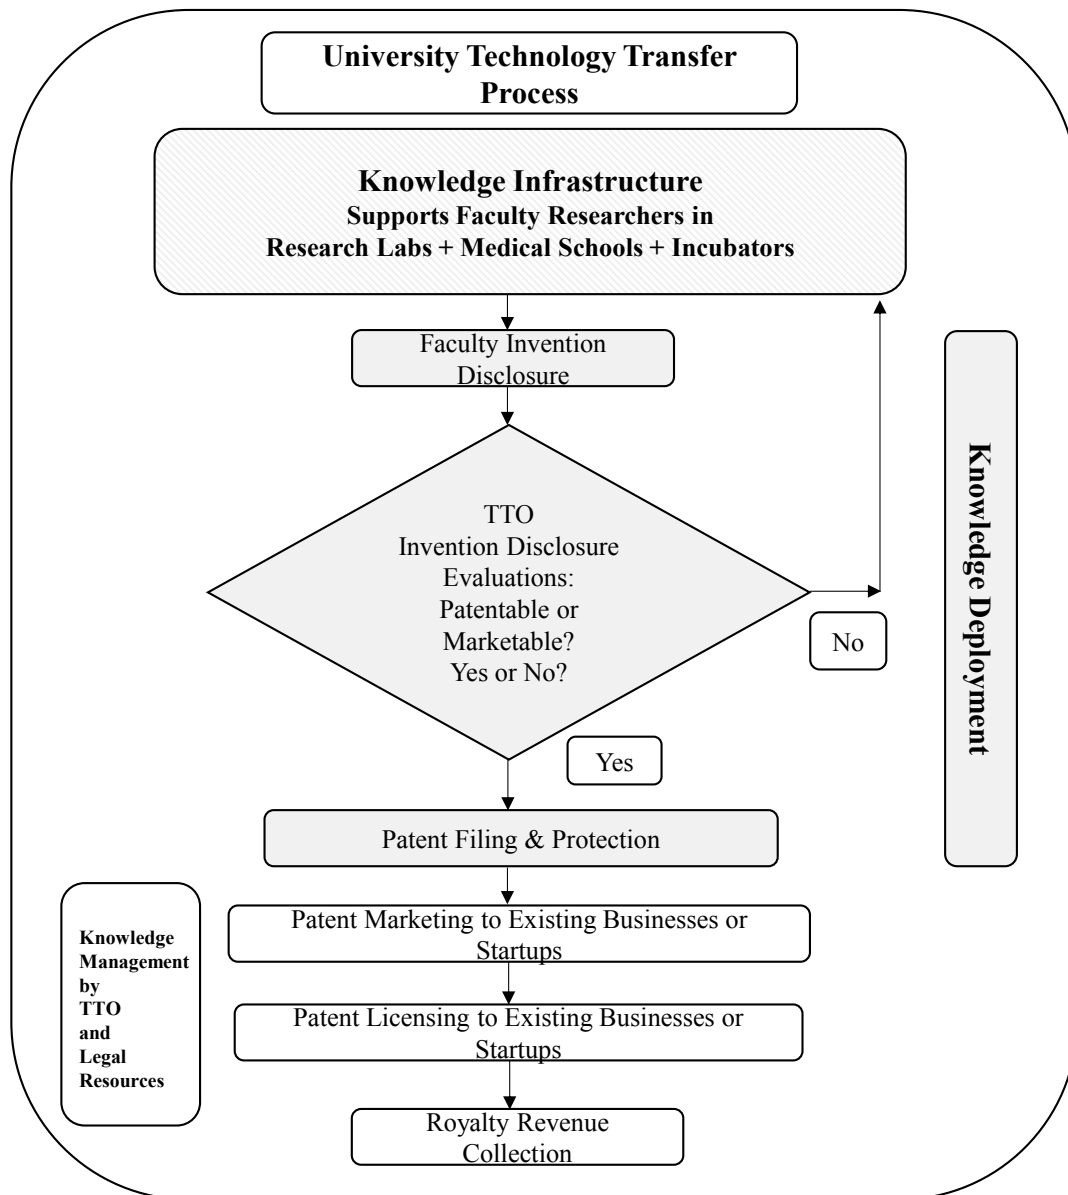 University Technology Transfer
Process
Knowledge Infrastructure
Supports Faculty Researchers in
Research Labs + Medical Schools + Incubators
Faculty Invention
Disclosure
TTO
Invention Disclosure
Evaluations:
Patentable or
Marketable?
Yes or No?
No
Yes
Knowledge Deployment
Patent Filing & Protection
Patent Marketing to Existing Businesses or
Startups
Patent Licensing to Existing Businesses or
Startups
Royalty Revenue
Collection
Knowledge
Management
by
TTO
and
Legal
Resources